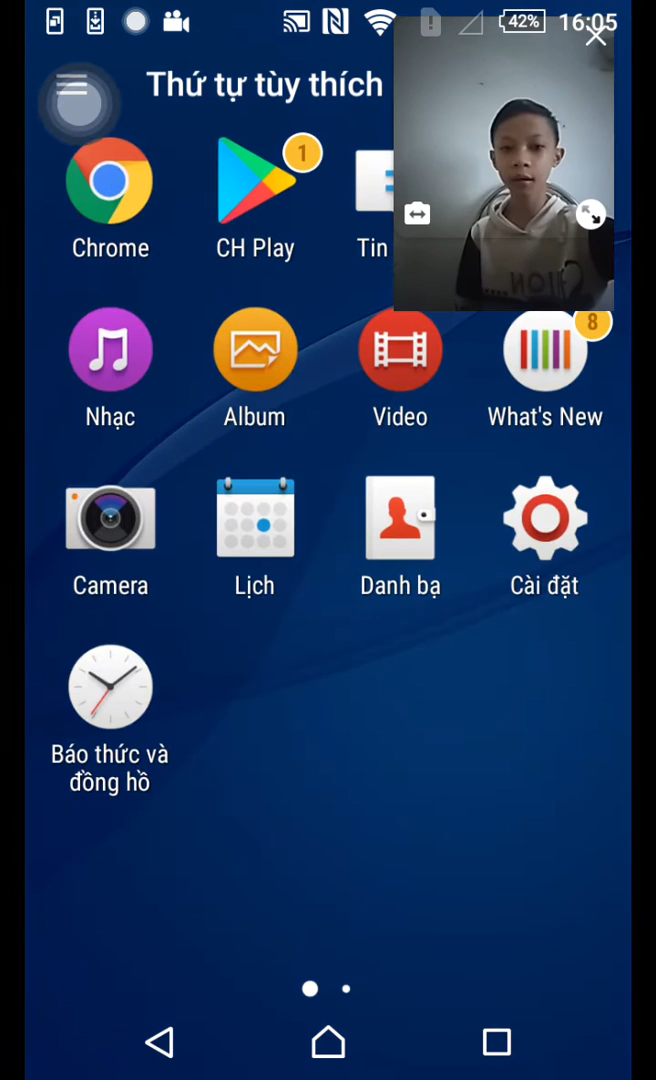 42% 16:05
Thứ tự tùy thích
1
Chrome CH Play Tin
8
Nhạc Album Video What's New
Camera Lịch Danh bạ Cài đặt
Báo thức và
đồng hồ